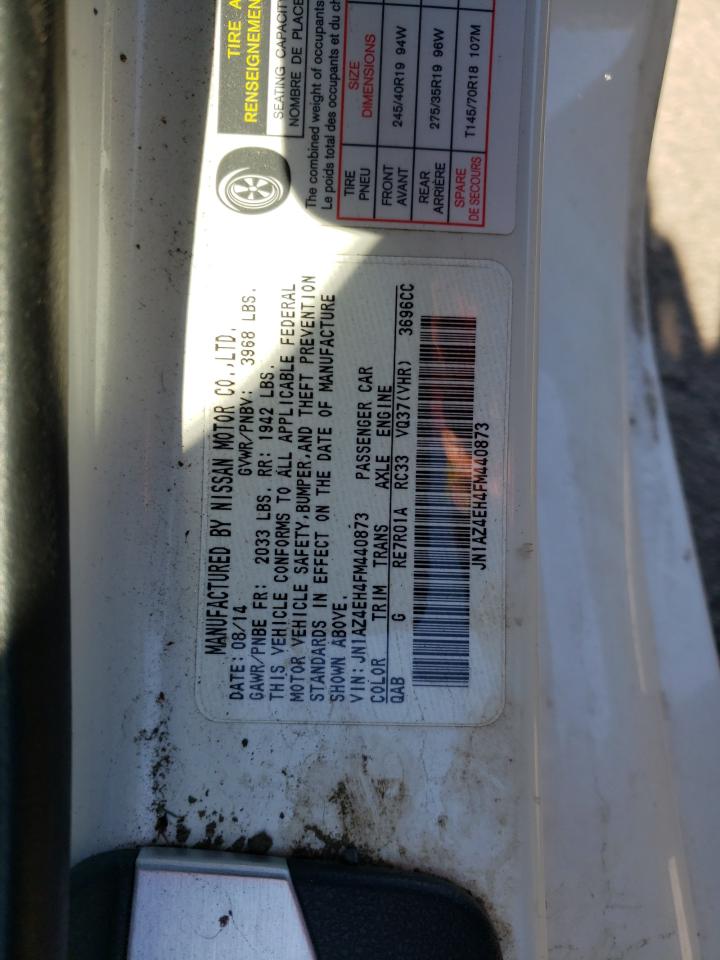 TIRE A
RENSEIGNEMEN
SEATING CAPACITY
NOMBRE DE PLACE
The combined weight of occupants
Le poids total des occupants et du ch
TIRE SIZE
PNEU DIMENSIONS
FRONT 245/40R19 94W
AVANT
REAR 275/35R19 96W
ARRIÈRE
SPARE T145/70R18 107M
DE SECOURS
MANUFACTURED BY NISSAN MOTOR CO.,LTD.
DATE: 08/14 GVWR/PNBV: 3968 LBS.
GAWR/PNBE FR: 2033 LBS. RR: 1942 LBS.
THIS VEHICLE CONFORMS TO ALL APPLICABLE FEDERAL
MOTOR VEHICLE SAFETY,BUMPER,AND THEFT PREVENTION
STANDARDS IN EFFECT ON THE DATE OF MANUFACTURE
SHOWN ABOVE.
VIN:JN1AZ4EH4FM440873 PASSENGER CAR
COLOR TRIM TRANS AXLE ENGINE
QAB G RE7R01A RC33 VQ37(VHR) 3696CC
JN1AZ4EH4FM440873